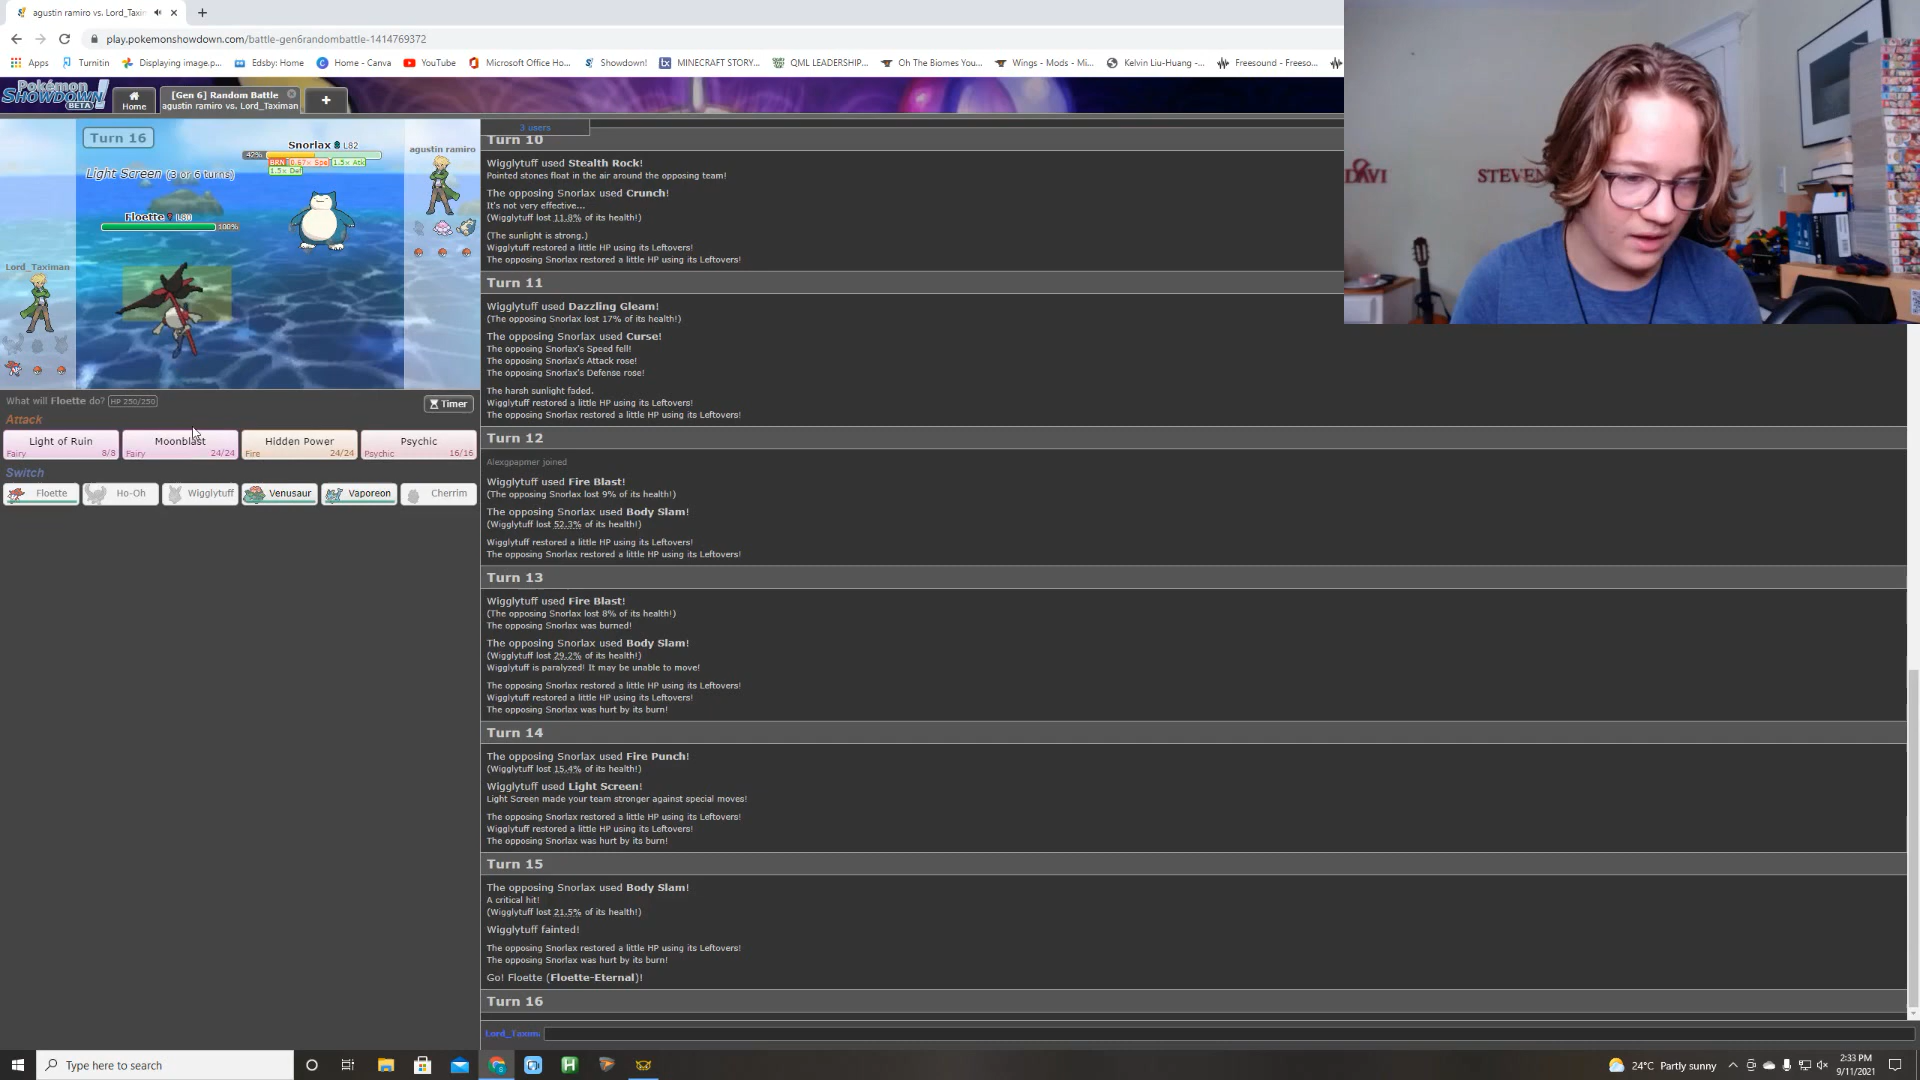 agustin ramiro vs. Lord_Taxim
play.pokemonshowdown.com/battle-gen6randombattle-1414769372
Apps Turnitin Displaying image.p... Edsby: Home Home - Canva YouTube Microsoft Office Ho... Showdown! MINECRAFT STORY... QML LEADERSHIP... Oh The Biomes You... Wings - Mods - Mi... Kelvin Liu-Huang -... Freesound - Freeso...
Pokémon
SHOWDOWN!
BETA
Home
[Gen 6] Random Battle
agustin ramiro vs. Lord_Taximan
3 users
Turn 16
Snorlax L82
42%
BRN 0.67× Spe 1.5× Atk
1.5× Def
Light Screen (3 or 6 turns)
Floette L80
100%
agustin ramiro
Lord_Taximan
What will Floette do? HP 250/250
Timer
Attack
Light of Ruin
Fairy 8/8
Moonblast
Fairy 24/24
Hidden Power
Fire 24/24
Psychic
Psychic 16/16
Switch
Floette Ho-Oh Wigglytuff Venusaur Vaporeon Cherrim
Turn 10
Wigglytuff used Stealth Rock!
Pointed stones float in the air around the opposing team!
The opposing Snorlax used Crunch!
It's not very effective...
(Wigglytuff lost 11.8% of its health!)
(The sunlight is strong.)
Wigglytuff restored a little HP using its Leftovers!
The opposing Snorlax restored a little HP using its Leftovers!
Turn 11
Wigglytuff used Dazzling Gleam!
(The opposing Snorlax lost 17% of its health!)
The opposing Snorlax used Curse!
The opposing Snorlax's Speed fell!
The opposing Snorlax's Attack rose!
The opposing Snorlax's Defense rose!
The harsh sunlight faded.
Wigglytuff restored a little HP using its Leftovers!
The opposing Snorlax restored a little HP using its Leftovers!
Turn 12
Alexgpapmer joined
Wigglytuff used Fire Blast!
(The opposing Snorlax lost 9% of its health!)
The opposing Snorlax used Body Slam!
(Wigglytuff lost 52.3% of its health!)
Wigglytuff restored a little HP using its Leftovers!
The opposing Snorlax restored a little HP using its Leftovers!
Turn 13
Wigglytuff used Fire Blast!
(The opposing Snorlax lost 8% of its health!)
The opposing Snorlax was burned!
The opposing Snorlax used Body Slam!
(Wigglytuff lost 29.2% of its health!)
Wigglytuff is paralyzed! It may be unable to move!
The opposing Snorlax restored a little HP using its Leftovers!
Wigglytuff restored a little HP using its Leftovers!
The opposing Snorlax was hurt by its burn!
Turn 14
The opposing Snorlax used Fire Punch!
(Wigglytuff lost 15.4% of its health!)
Wigglytuff used Light Screen!
Light Screen made your team stronger against special moves!
The opposing Snorlax restored a little HP using its Leftovers!
Wigglytuff restored a little HP using its Leftovers!
The opposing Snorlax was hurt by its burn!
Turn 15
The opposing Snorlax used Body Slam!
A critical hit!
(Wigglytuff lost 21.5% of its health!)
Wigglytuff fainted!
The opposing Snorlax restored a little HP using its Leftovers!
The opposing Snorlax was hurt by its burn!
Go! Floette (Floette-Eternal)!
Turn 16
Lord_Taxim
STEVEN
Type here to search
24°C Partly sunny
2:33 PM
9/11/2021